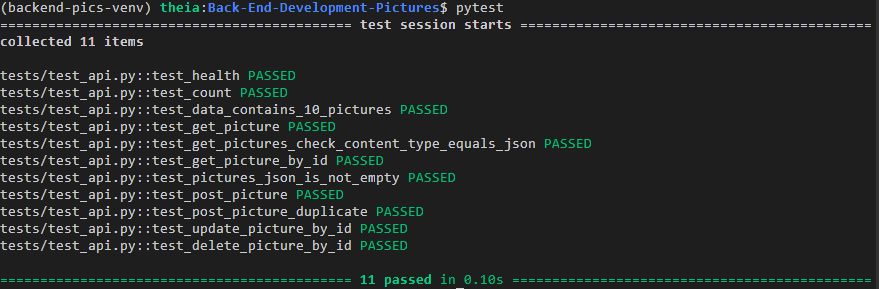 (backend-pics-venv) theia:Back-End-Development-Pictures$ pytest
============================================ test session starts ============================================
collected 11 items
tests/test_api.py::test_health PASSED
tests/test_api.py::test_count PASSED
tests/test_api.py::test_data_contains_10_pictures PASSED
tests/test_api.py::test_get_picture PASSED
tests/test_api.py::test_get_pictures_check_content_type_equals_json PASSED
tests/test_api.py::test_get_picture_by_id PASSED
tests/test_api.py::test_pictures_json_is_not_empty PASSED
tests/test_api.py::test_post_picture PASSED
tests/test_api.py::test_post_picture_duplicate PASSED
tests/test_api.py::test_update_picture_by_id PASSED
tests/test_api.py::test_delete_picture_by_id PASSED
============================================ 11 passed in 0.10s =============================================